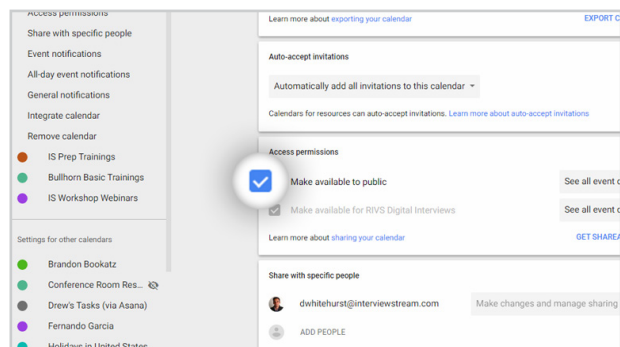 Access permissions
Share with specific people
Event notifications
All-day event notifications
General notifications
Integrate calendar
Remove calendar
IS Prep Trainings
Bullhorn Basic Trainings
IS Workshop Webinars
Settings for other calendars
Brandon Bookatz
Conference Room Res...
Drew's Tasks (via Asana)
Fernando Garcia
Holidays in United States
Learn more about exporting your calendar
EXPORT C
Auto-accept invitations
Automatically add all invitations to this calendar
Calendars for resources can auto-accept invitations. Learn more about auto-accept invitations
Access permissions
Make available to public
See all event d
Make available for RIVS Digital Interviews
See all event d
Learn more about sharing your calendar
GET SHAREA
Share with specific people
dwhitehurst@interviewstream.com
Make changes and manage sharing
ADD PEOPLE